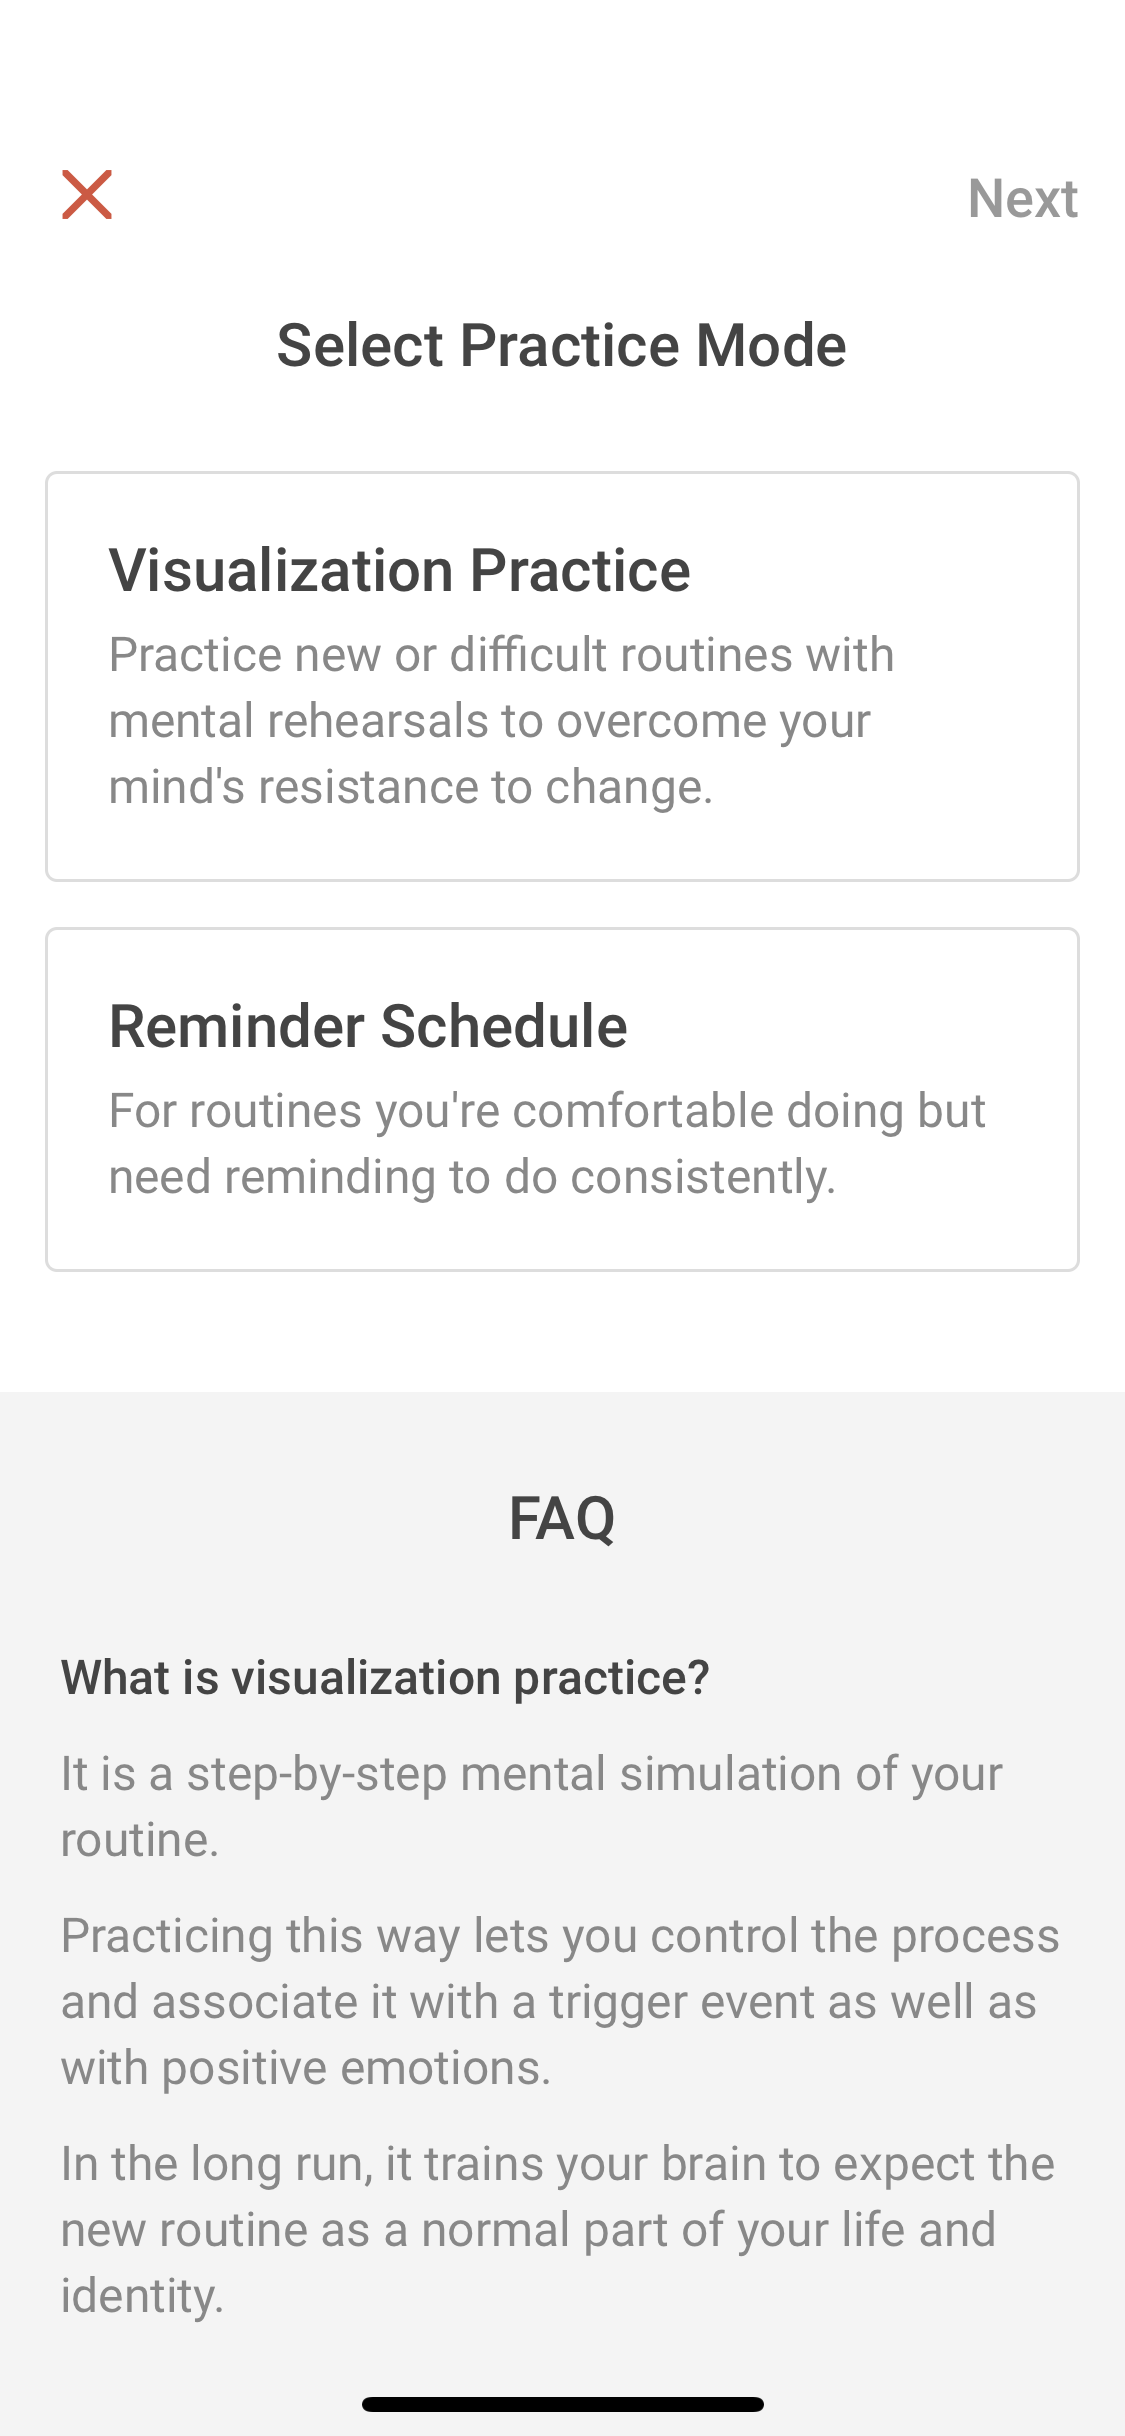 Next
Select Practice Mode
Visualization Practice
Practice new or difficult routines with
mental rehearsals to overcome your
mind's resistance to change.
Reminder Schedule
For routines you're comfortable doing but
need reminding to do consistently.
FAQ
What is visualization practice?
It is a step-by-step mental simulation of your
routine.
Practicing this way lets you control the process
and associate it with a trigger event as well as
with positive emotions.
In the long run, it trains your brain to expect the
new routine as a normal part of your life and
identity.